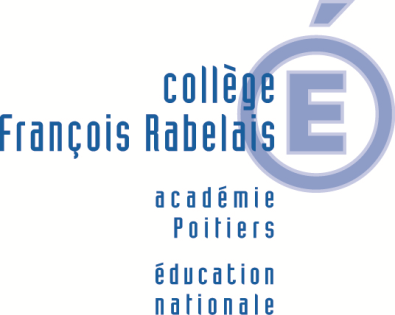 collège
François Rabelais
É
académie
Poitiers
éducation
nationale